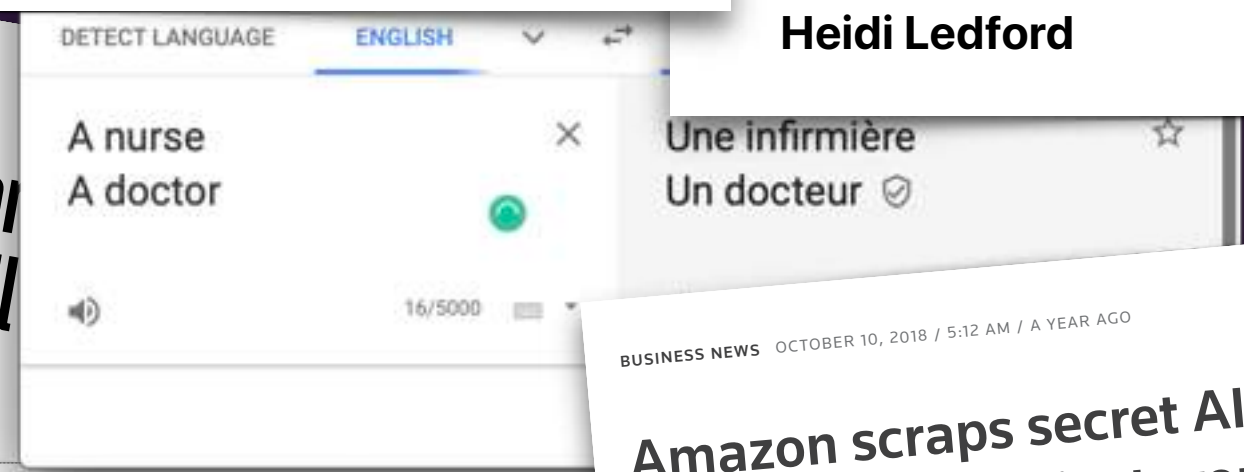 DETECT LANGUAGE ENGLISH
A nurse
A doctor
16/5000
Heidi Ledford
Une infirmière
Un docteur
BUSINESS NEWS OCTOBER 10, 2018 / 5:12 AM / A YEAR AGO
Amazon scraps secret AI